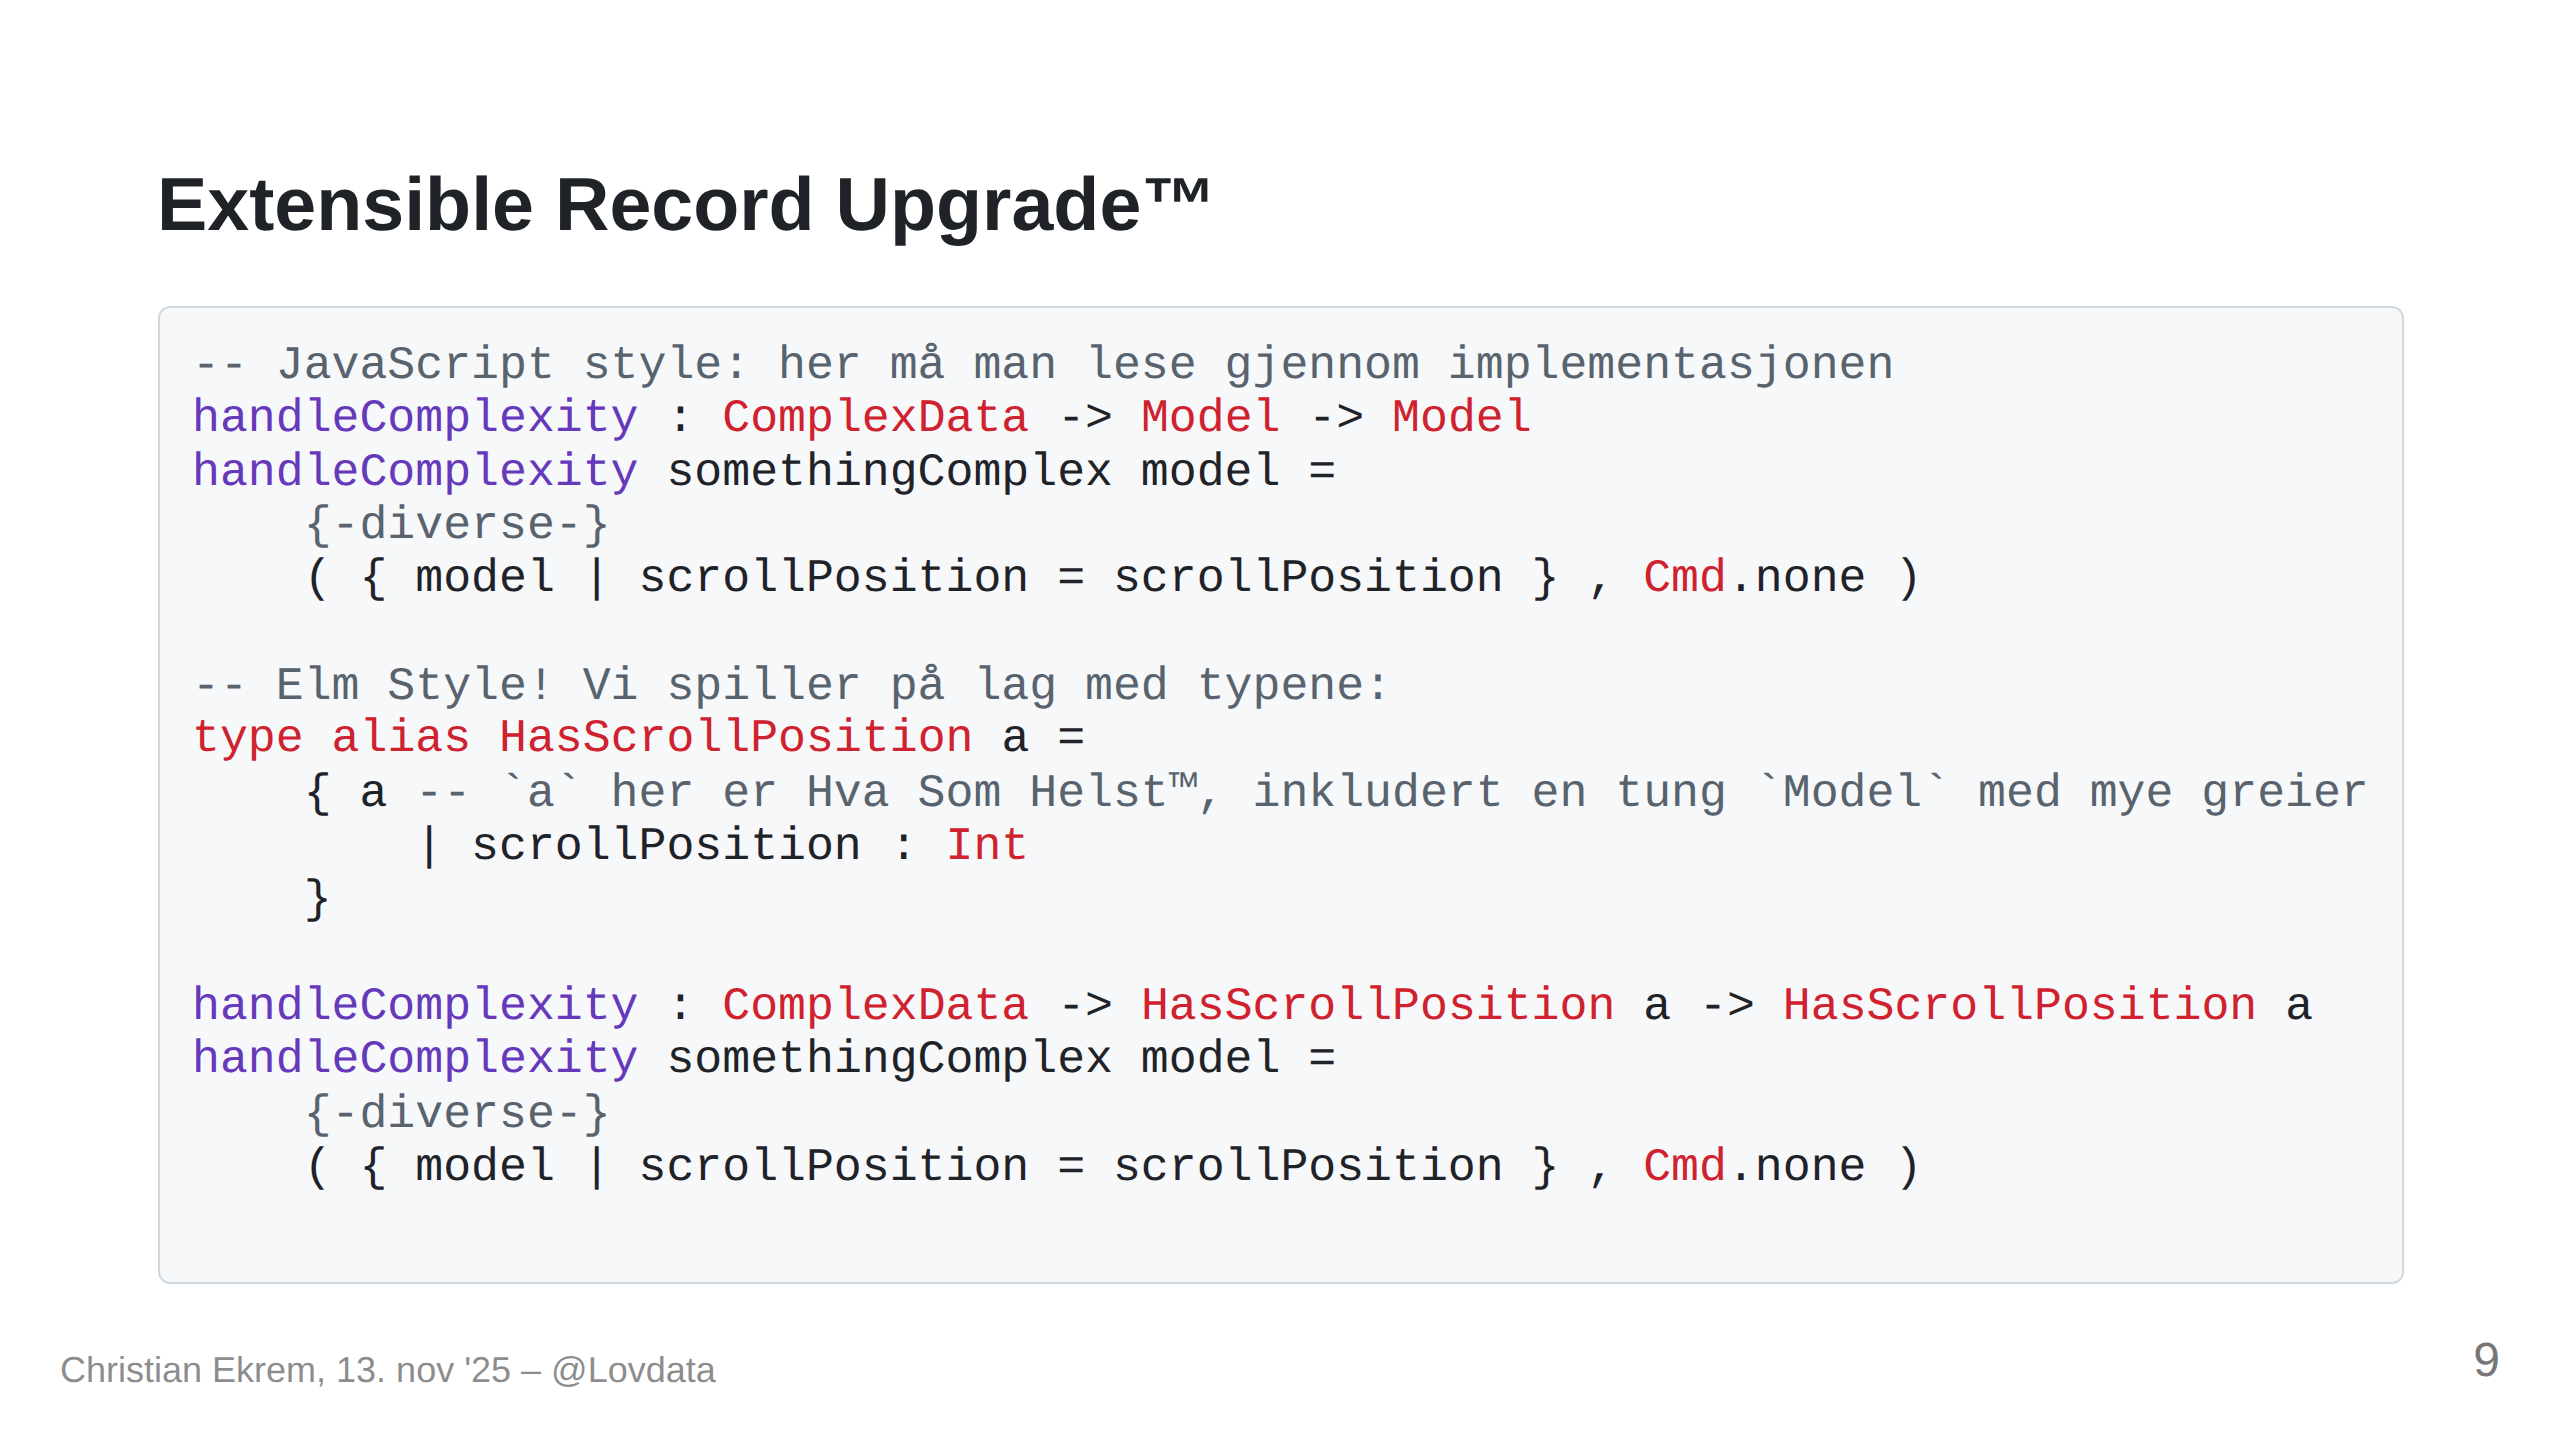 Extensible Record Upgrade™
-- JavaScript style: her må man lese gjennom implementasjonen
handleComplexity : ComplexData -> Model -> Model
handleComplexity somethingComplex model =
    {-diverse-}
    ( { model | scrollPosition = scrollPosition } , Cmd.none )

-- Elm Style! Vi spiller på lag med typene:
type alias HasScrollPosition a =
    { a -- `a` her er Hva Som Helst™, inkludert en tung `Model` med mye greier
        | scrollPosition : Int
    }

handleComplexity : ComplexData -> HasScrollPosition a -> HasScrollPosition a
handleComplexity somethingComplex model =
    {-diverse-}
    ( { model | scrollPosition = scrollPosition } , Cmd.none )
Christian Ekrem, 13. nov '25 – @Lovdata
9